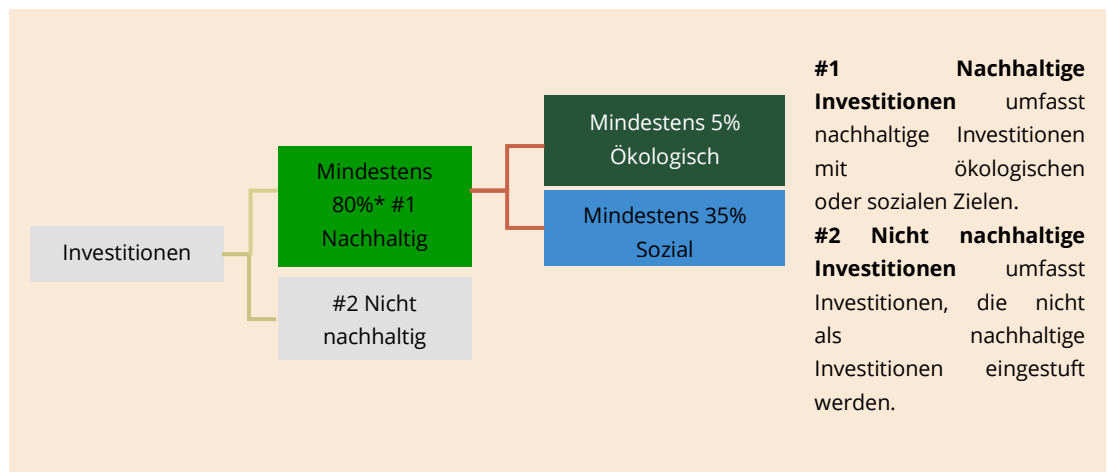 Investitionen
Mindestens
80%* #1
Nachhaltig
#2 Nicht
nachhaltig
Mindestens 5%
Ökologisch
Mindestens 35%
Sozial
#1 Nachhaltige
Investitionen umfasst
nachhaltige Investitionen
mit ökologischen
oder sozialen Zielen.
#2 Nicht nachhaltige
Investitionen umfasst
Investitionen, die nicht
als nachhaltige
Investitionen eingestuft
werden.